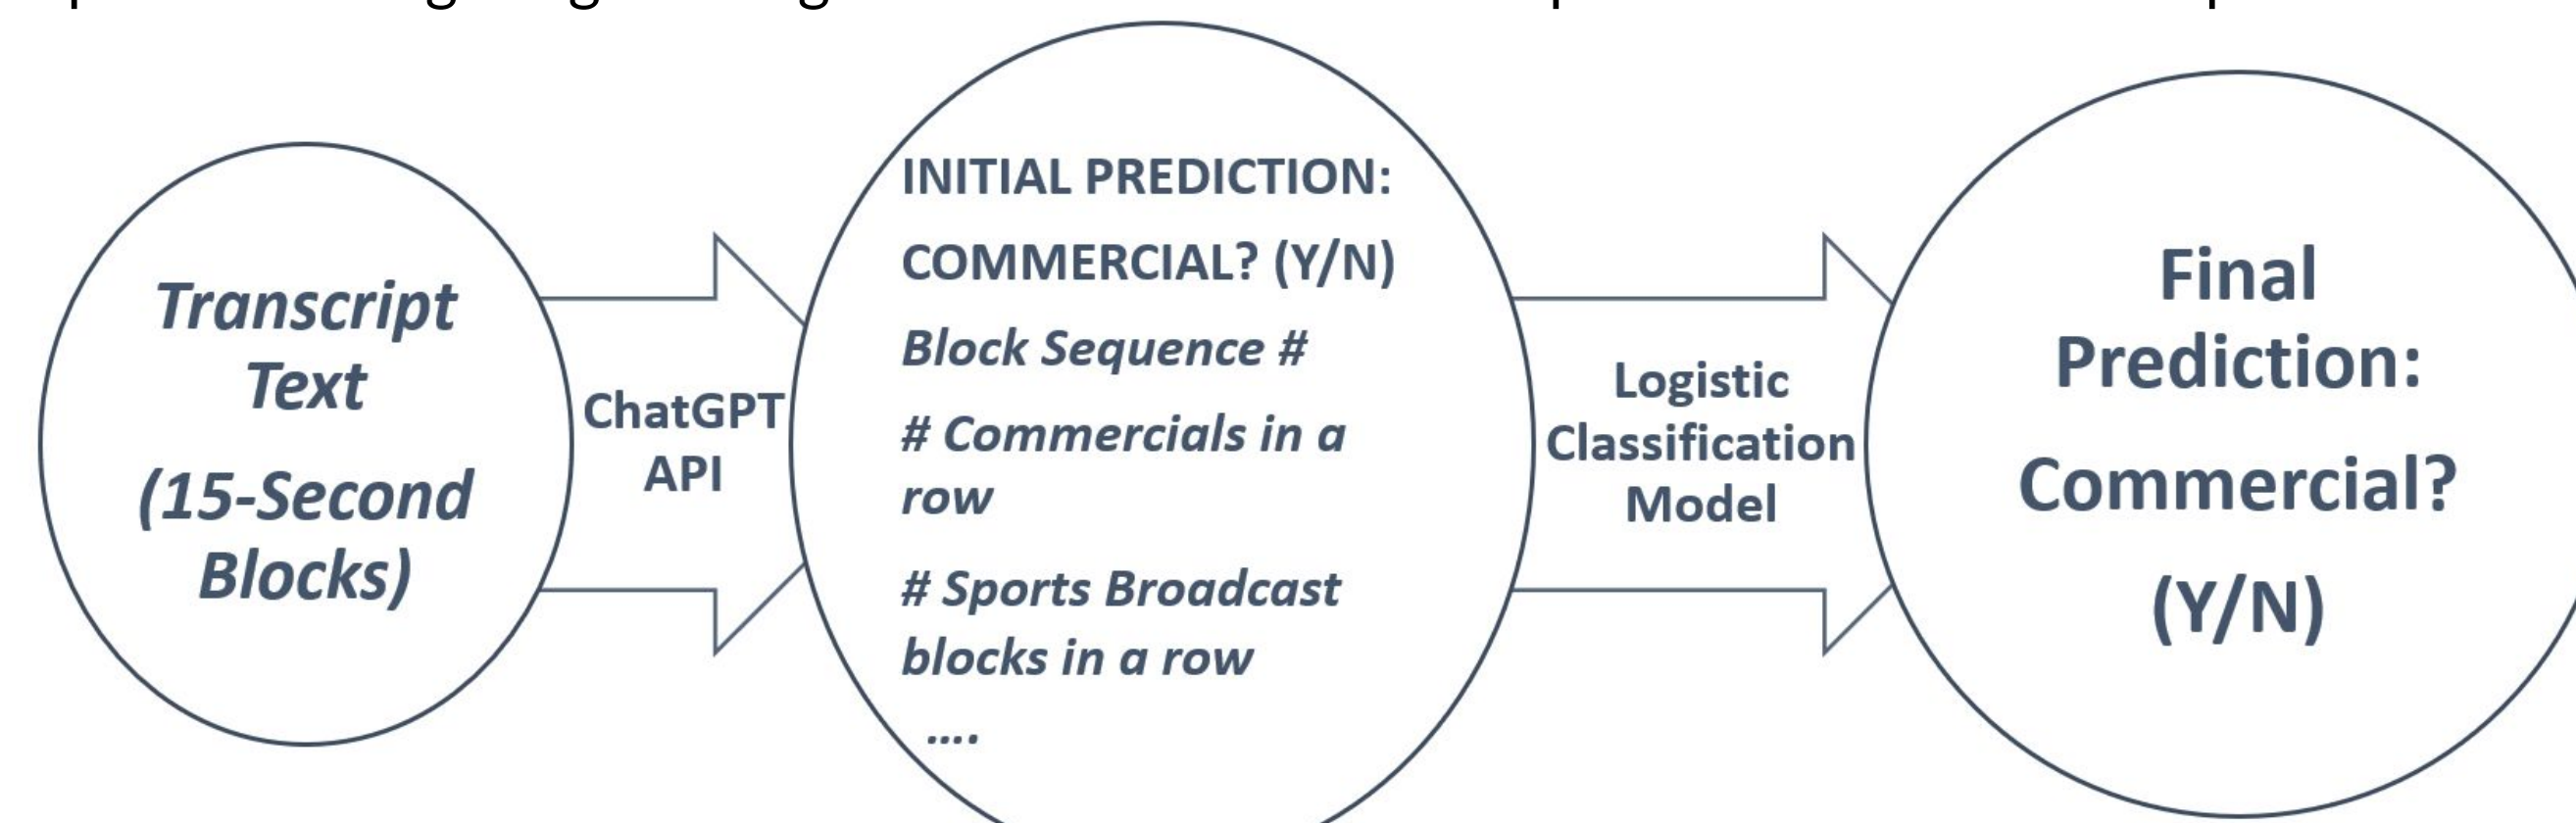 Transcript
Text
(15-Second
Blocks)
ChatGPT
API
INITIAL PREDICTION:
COMMERCIAL? (Y/N)
Block Sequence #
# Commercials in a
row
# Sports Broadcast
blocks in a row
....
Logistic
Classification
Model
Final
Prediction:
Commercial?
(Y/N)